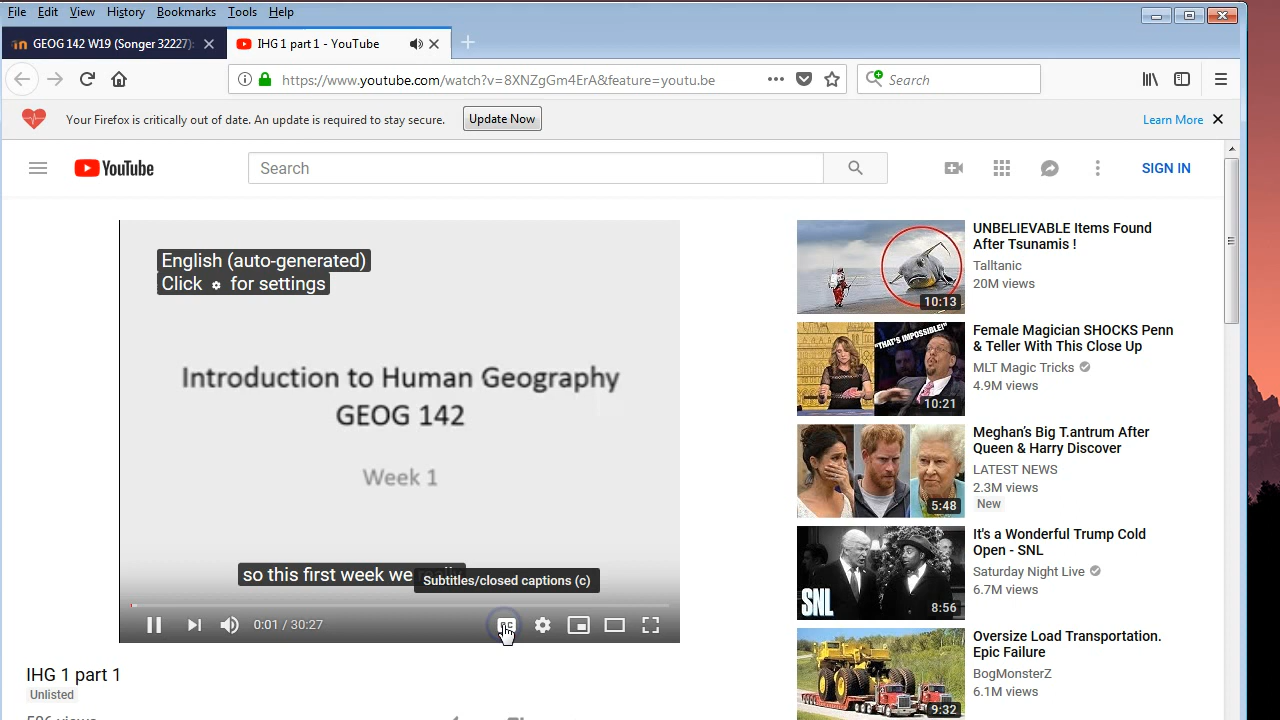 File Edit View History Bookmarks Tools Help
GEOG 142 W19 (Songer 32227):
IHG 1 part 1 - YouTube
https://www.youtube.com/watch?v=8XNZgGm4ErA&feature=youtu.be
Search
Your Firefox is critically out of date. An update is required to stay secure.
Update Now
Learn More
YouTube
Search
SIGN IN
English (auto-generated)
Click for settings
Introduction to Human Geography
GEOG 142
Week 1
so this first week we really
Subtitles/closed captions (c)
0:01 / 30:27
IHG 1 part 1
Unlisted
UNBELIEVABLE Items Found
After Tsunamis !
Talltanic
20M views
10:13
Female Magician SHOCKS Penn
& Teller With This Close Up
MLT Magic Tricks
4.9M views
"THAT'S IMPOSSIBLE!"
10:21
Meghan's Big T.antrum After
Queen & Harry Discover
LATEST NEWS
2.3M views
New
5:48
It's a Wonderful Trump Cold
Open - SNL
Saturday Night Live
6.7M views
SNL
8:56
Oversize Load Transportation.
Epic Failure
BogMonsterZ
6.1M views
9:32